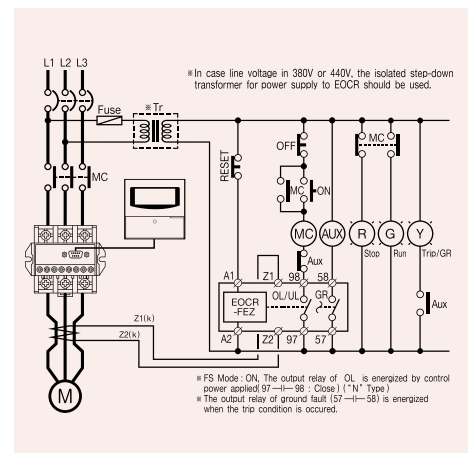 L1 L2 L3
※In case line voltage in 380V or 440V, the isolated step-down
transformer for power supply to EOCR should be used.
Fuse
※Tr
RESET
OFF
MC
MC
ON
MC
MC AUX R G Y
Stop Run Trip/GR
Aux
A1 Z1 98 58
OL/UL GR
EOCR
-FEZ
Aux
A2 Z2 97 57
Z1(k)
Z2(k)
M
※ FS Mode : ON, The output relay of OL is energized by control
power applied(97⊣⊢98 : Close) ("N" Type)
※ The output relay of ground fault (57⊣⊢58) is energized
when the trip condition is occured.